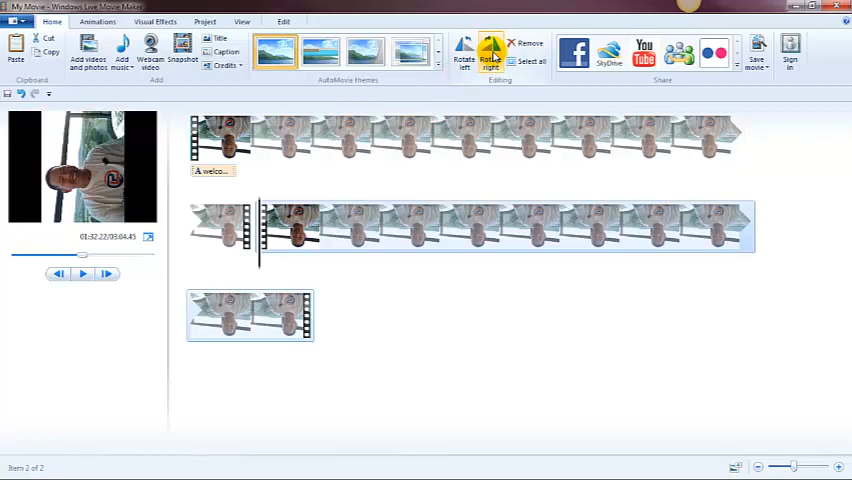 My Movie - Windows Live Movie Maker
Home Animations Visual Effects Project View Edit
Paste
Cut
Copy
Clipboard
Add videos and photos
Add music
Webcam video
Snapshot
Title
Caption
Credits
Add
AutoMovie themes
Rotate left
Rotate right
Remove
Select all
Editing
SkyDrive
You Tube
Share
Save movie
Sign in
A welco...
01:32.22/03:04.45
Item 2 of 2